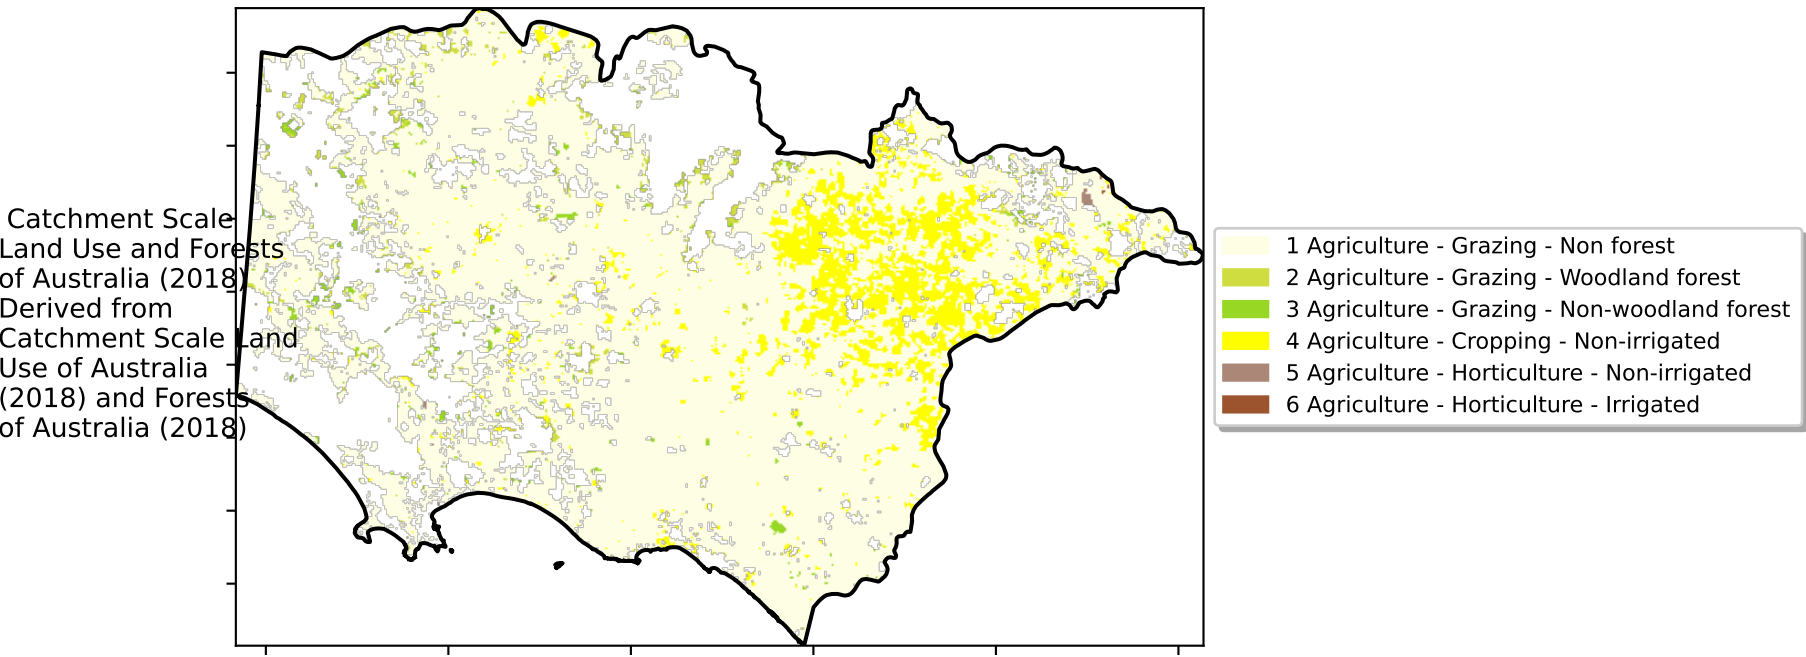 Catchment Scale
Land Use and Forests
of Australia (2018)
Derived from
Catchment Scale Land
Use of Australia
(2018) and Forests
of Australia (2018)
1 Agriculture - Grazing - Non forest
2 Agriculture - Grazing - Woodland forest
3 Agriculture - Grazing - Non-woodland forest
4 Agriculture - Cropping - Non-irrigated
5 Agriculture - Horticulture - Non-irrigated
6 Agriculture - Horticulture - Irrigated